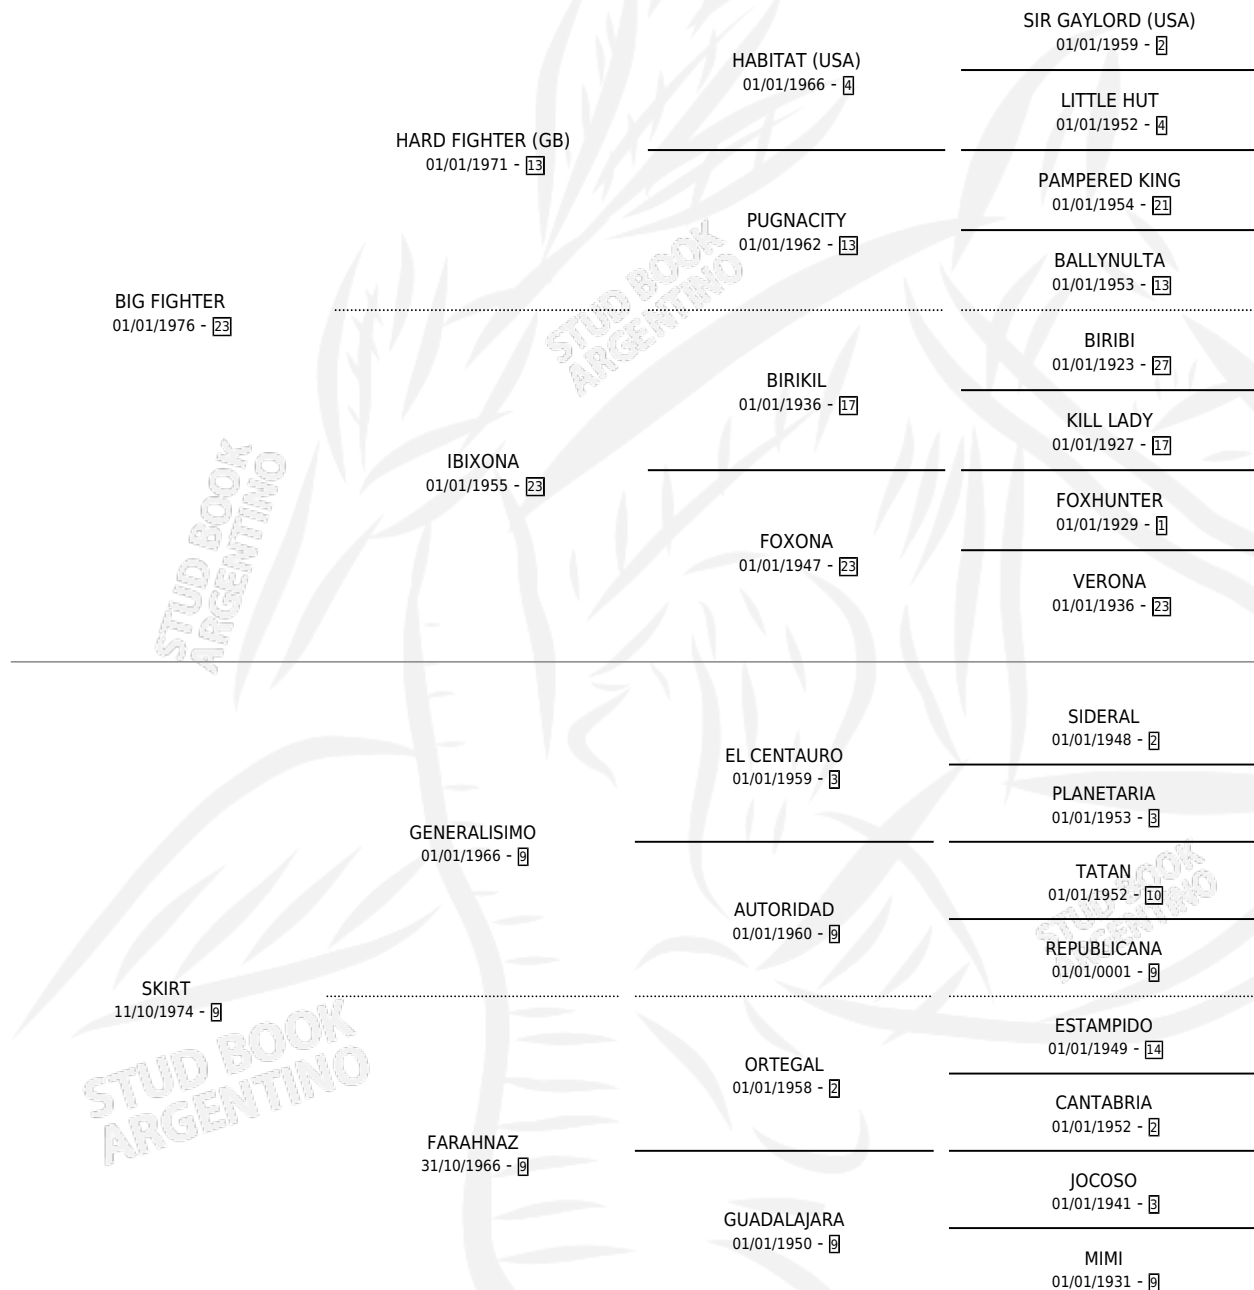 SIR GAYLORD (USA)
01/01/1959 - 2
HABITAT (USA)
01/01/1966 - 4
LITTLE HUT
01/01/1952 - 4
HARD FIGHTER (GB)
01/01/1971 - 13
PAMPERED KING
01/01/1954 - 21
PUGNACITY
01/01/1962 - 13
BALLYNULTA
01/01/1953 - 13
STUD BOOK
ARGENTINO
BIG FIGHTER
01/01/1976 - 23
BIRIBI
01/01/1923 - 27
BIRIKIL
01/01/1936 - 17
KILL LADY
01/01/1927 - 17
IBIXONA
01/01/1955 - 23
FOXHUNTER
01/01/1929 - 1
FOXONA
01/01/1947 - 23
VERONA
01/01/1936 - 23
STUD BOOK
ARGENTINO
SIDERAL
01/01/1948 - 2
EL CENTAURO
01/01/1959 - 3
PLANETARIA
01/01/1953 - 3
GENERALISIMO
01/01/1966 - 9
TATAN
01/01/1952 - 10
AUTORIDAD
01/01/1960 - 9
STUD BOOK
ARGENTINO
REPUBLICANA
01/01/0001 - 9
SKIRT
11/10/1974 - 9
ESTAMPIDO
01/01/1949 - 14
ORTEGAL
01/01/1958 - 2
STUD BOOK
ARGENTINO
CANTABRIA
01/01/1952 - 2
FARAHNAZ
31/10/1966 - 9
JOCOSO
01/01/1941 - 3
GUADALAJARA
01/01/1950 - 9
MIMI
01/01/1931 - 9